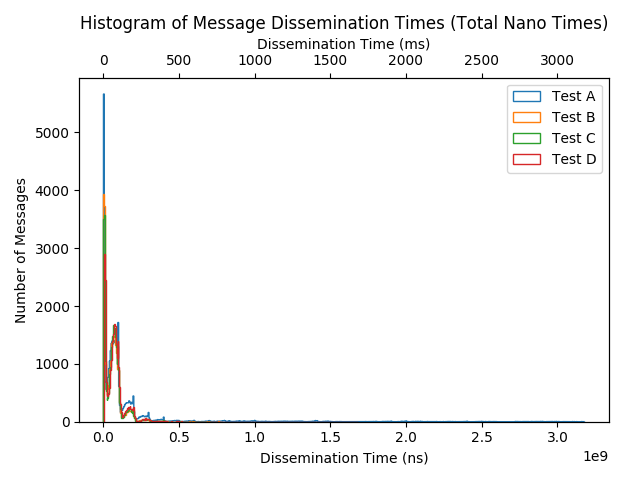 Histogram of Message Dissemination Times (Total Nano Times)
Dissemination Time (ms)
0 500 1000 1500 2000 2500 3000
Test A
Test B
Test C
Test D
Number of Messages
5000
4000
3000
2000
1000
0
0.0 0.5 1.0 1.5 2.0 2.5 3.0
1e9
Dissemination Time (ns)